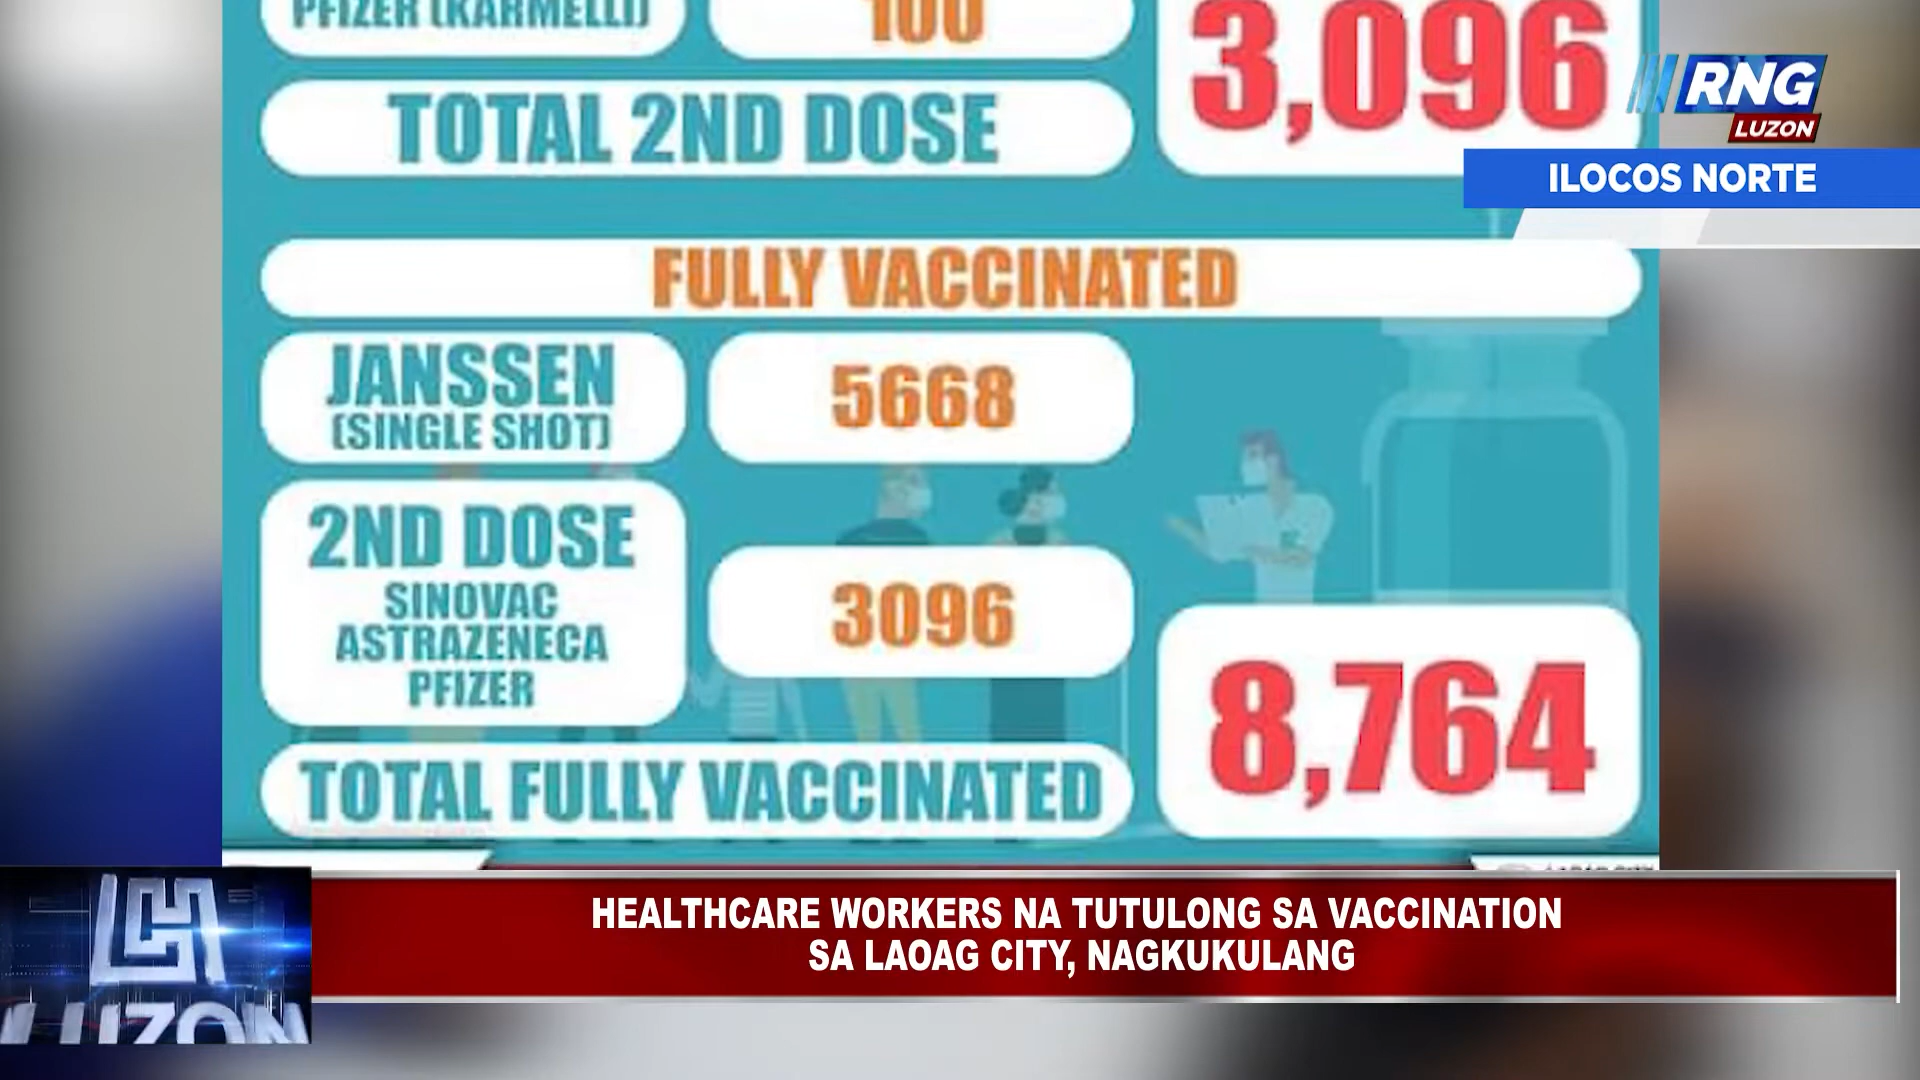 PFIZER (KARMELLI)
100
3,096
TOTAL 2ND DOSE
RNG
LUZON
ILOCOS NORTE
FULLY VACCINATED
JANSSEN
(SINGLE SHOT)
5668
2ND DOSE
SINOVAC
ASTRAZENECA
PFIZER
3096
TOTAL FULLY VACCINATED
8,764
HEALTHCARE WORKERS NA TUTULONG SA VACCINATION
SA LAOAG CITY, NAGKUKULANG
LUZON